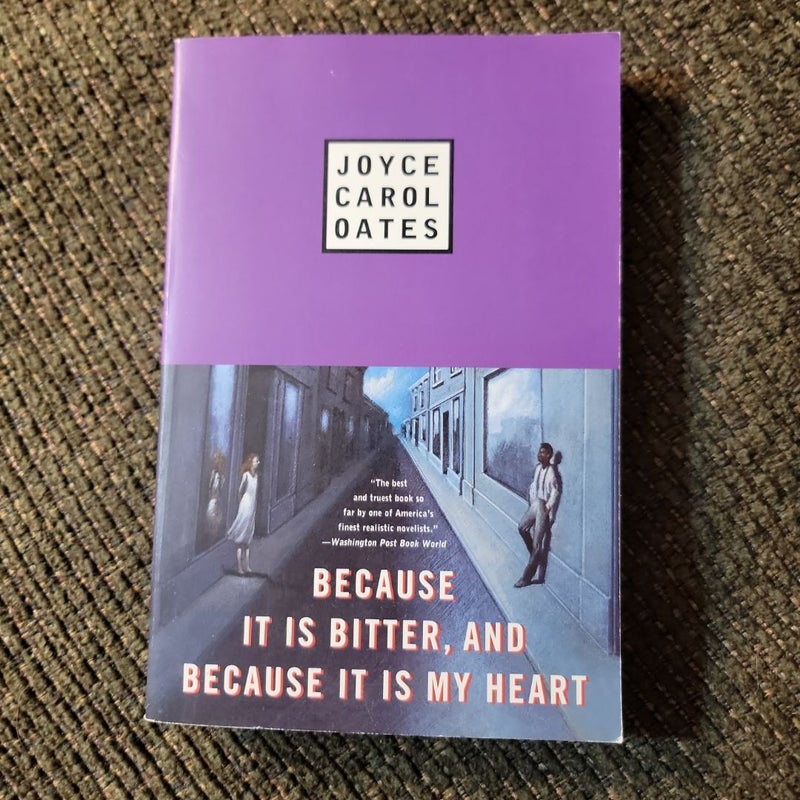 JOYCE
CAROL
OATES
“The best
and truest book so
far by one of America's
finest realistic novelists.”
—Washington Post Book World
BECAUSE
IT IS BITTER, AND
BECAUSE IT IS MY HEART